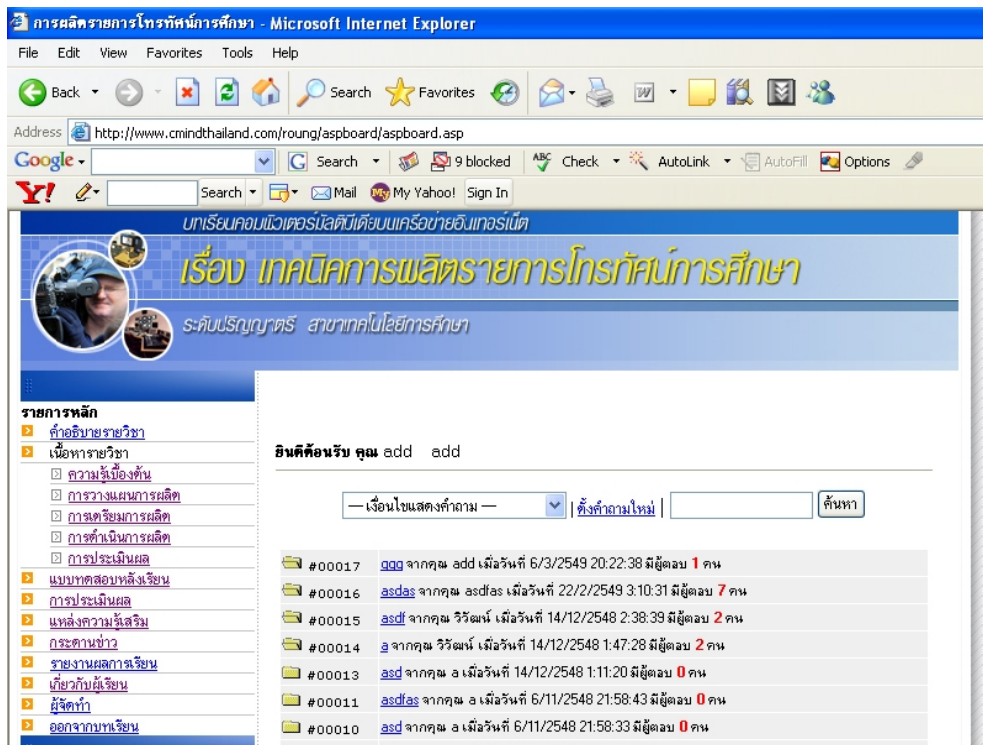 การผลิตรายการโทรทัศน์การศึกษา - Microsoft Internet Explorer
File Edit View Favorites Tools Help
Back Search Favorites
Address http://www.cmindthailand.com/roung/aspboard/aspboard.asp
Google Search 9 blocked ABC Check AutoLink AutoFill Options
Y! Search Mail My Yahoo! Sign In
บทเรียนคอมพิวเตอร์มัลติมีเดียบนเครือข่ายอินเทอร์เน็ต
เรื่อง เทคนิคการผลิตรายการโทรทัศน์การศึกษา
ระดับปริญญาตรี สาขาเทคโนโลยีการศึกษา
รายการหลัก
คำอธิบายรายวิชา
เนื้อหารายวิชา
ความรู้เบื้องต้น
การวางแผนการผลิต
การเตรียมการผลิต
การดำเนินการผลิต
การประเมินผล
แบบทดสอบหลังเรียน
การประเมินผล
แหล่งความรู้เสริม
กระดานข่าว
รายงานผลการเรียน
เกี่ยวกับผู้เรียน
ผู้จัดทำ
ออกจากบทเรียน
ยินดีต้อนรับ คุณ add add
— เงื่อนไขแสดงคำถาม — | ตั้งคำถามใหม่ | ค้นหา
#00017 qqq จากคุณ add เมื่อวันที่ 6/3/2549 20:22:38 มีผู้ตอบ 1 คน
#00016 asdas จากคุณ asdfas เมื่อวันที่ 22/2/2549 3:10:31 มีผู้ตอบ 7 คน
#00015 asdf จากคุณ วิวัฒน์ เมื่อวันที่ 14/12/2548 2:38:39 มีผู้ตอบ 2 คน
#00014 a จากคุณ วิวัฒน์ เมื่อวันที่ 14/12/2548 1:47:28 มีผู้ตอบ 2 คน
#00013 asd จากคุณ a เมื่อวันที่ 14/12/2548 1:11:20 มีผู้ตอบ 0 คน
#00011 asdfas จากคุณ a เมื่อวันที่ 6/11/2548 21:58:43 มีผู้ตอบ 0 คน
#00010 asd จากคุณ a เมื่อวันที่ 6/11/2548 21:58:33 มีผู้ตอบ 0 คน